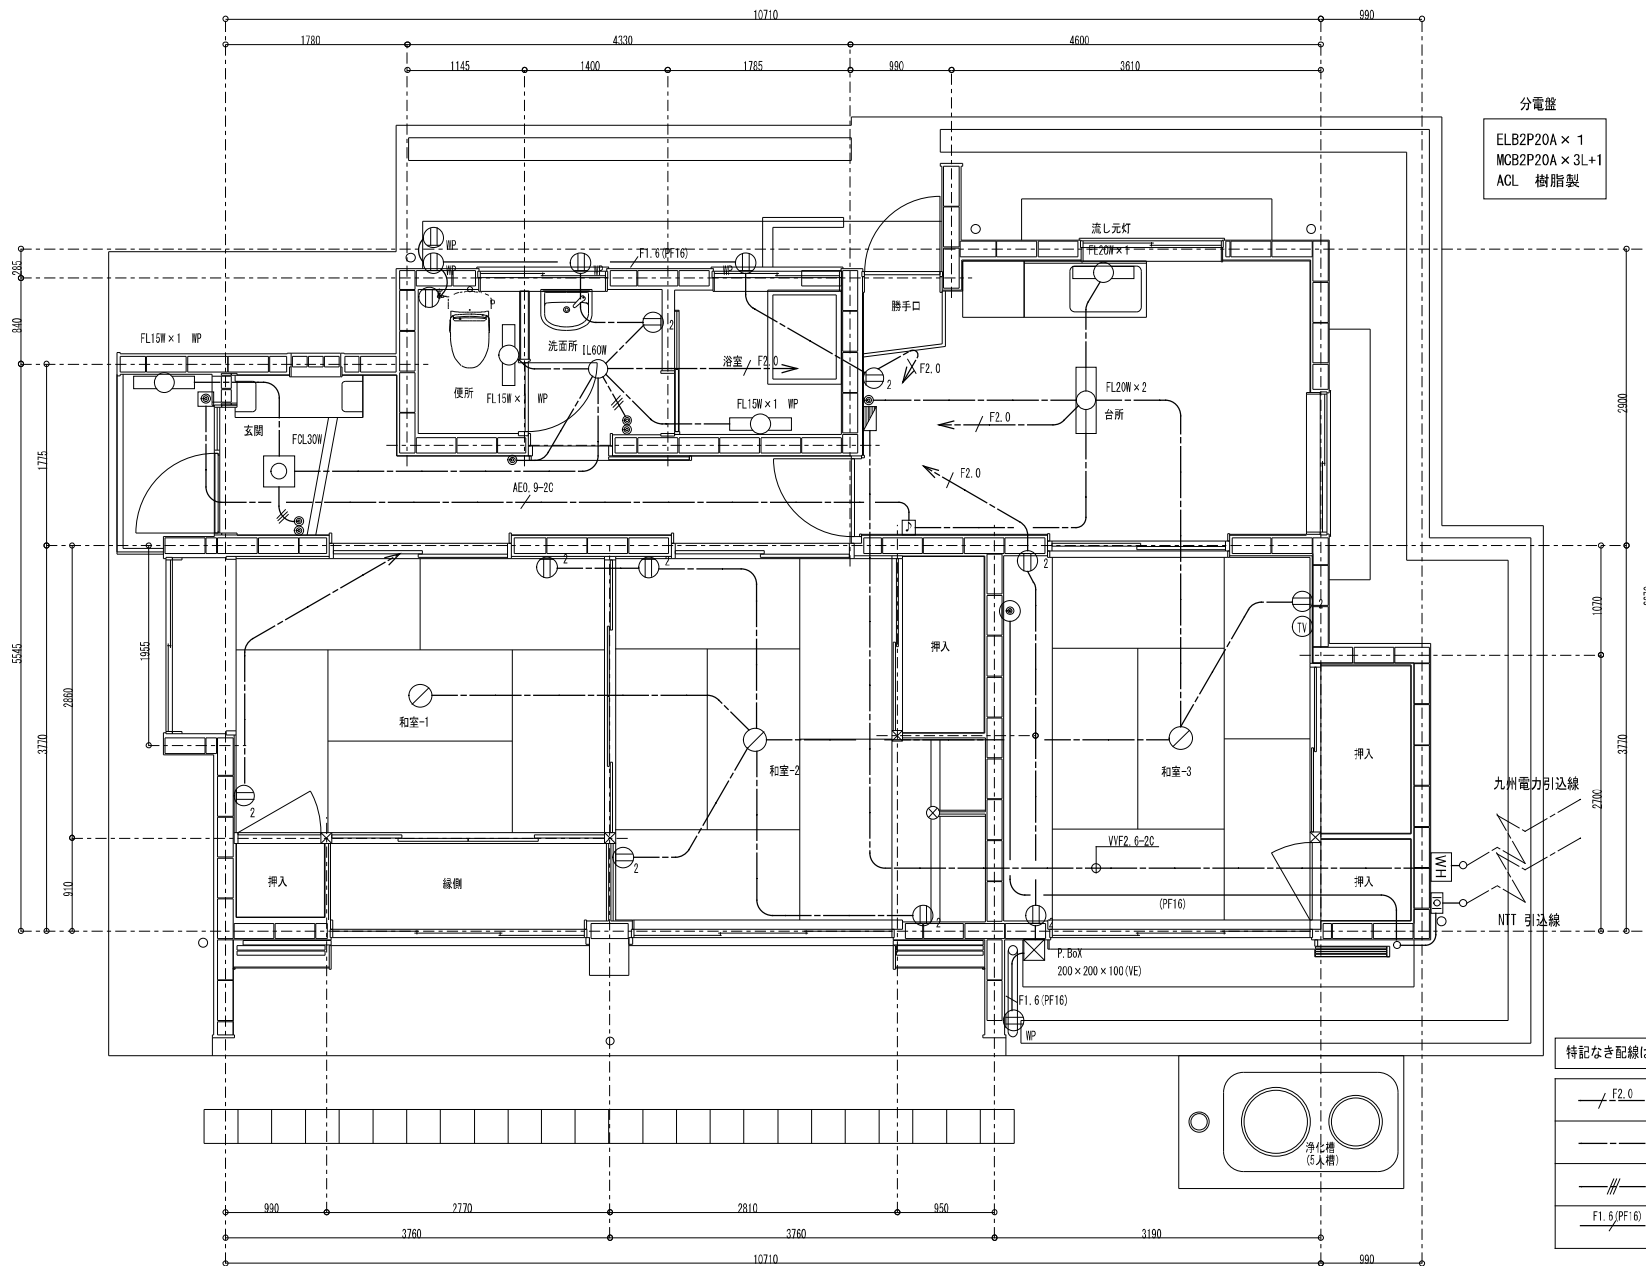 10710
990
1780
4330
4600
1145
1400
1785
990
3610
分電盤
ELB2P20A × 1
MCB2P20A × 3L+1
ACL 樹脂製
流し元灯
FL20W × 1
WP
F1.6(PF16)
WP
WP
WP
285
840
勝手口
FL15W × 1 WP
洗面所
IL60W
2
浴室
F2.0
F2.0
2
便所
FL15W ×
WP
FL15W × 1 WP
FL20W × 2
台所
2900
玄関
FCL30W
F2.0
1775
F2.0
AE0.9-2C
2
2
2
2
TV
1070
押入
5545
1955
2860
3770
和室-1
和室-2
和室-3
押入
3770
2700
九州電力引込線
2
VVF2.6-2C
WH
2
押入
縁側
押入
910
(PF16)
NTT 引込線
2
2
P.BoX
200 × 200 × 100(VE)
F1.6(PF16)
WP
特記なき配線は
F2.0
浄化槽
(5人槽)
F1.6(PF16)
990
2770
2810
950
3760
3760
3190
10710
990